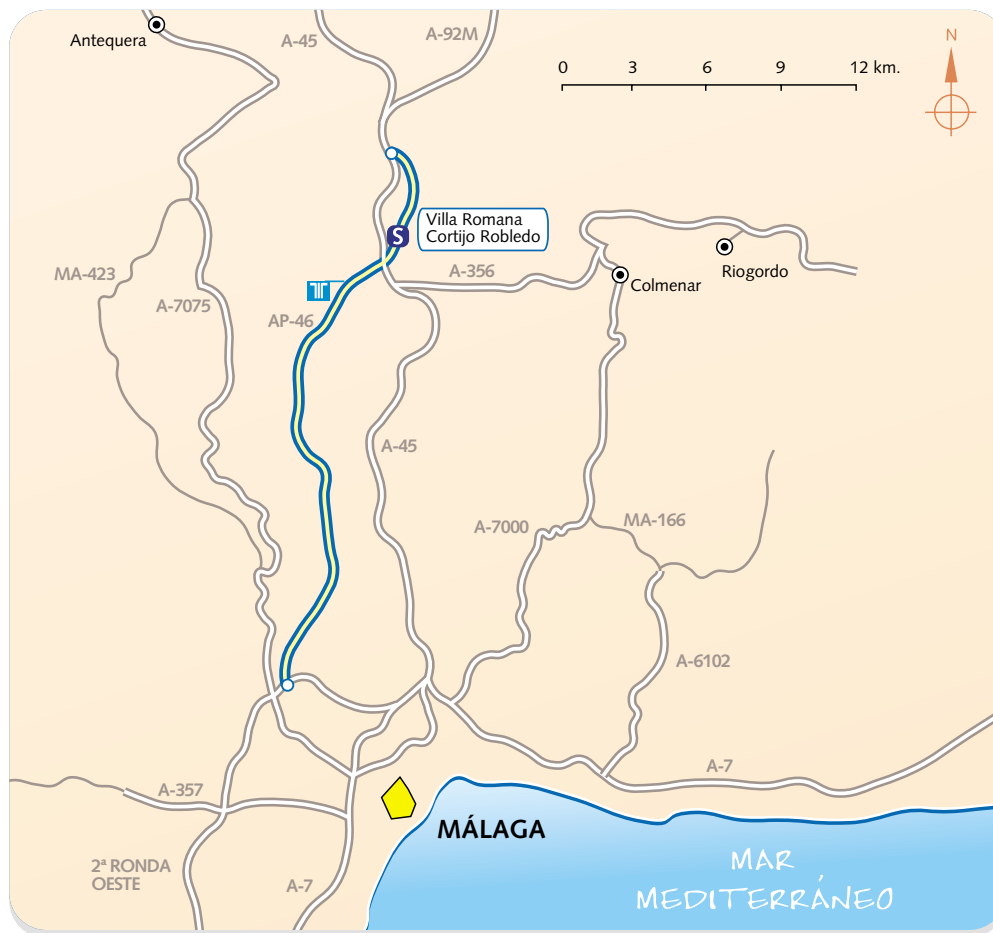 Antequera
A-45
A-92M
N
0 3 6 9 12 km.
Villa Romana
Cortijo Robledo
S
MA-423
A-7075
AP-46
T
A-356
Colmenar
Riogordo
A-45
A-7000
MA-166
A-6102
A-7
A-357
MÁLAGA
2ª RONDA
OESTE
A-7
MAR
MEDITERRÁNEO